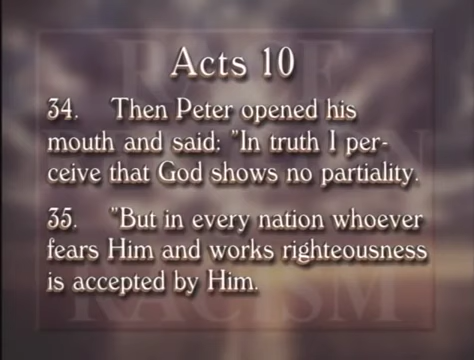 Acts 10
34. Then Peter opened his
mouth and said: "In truth I per-
ceive that God shows no partiality.
35. "But in every nation whoever
fears Him and works righteousness
is accepted by Him.
RACISM